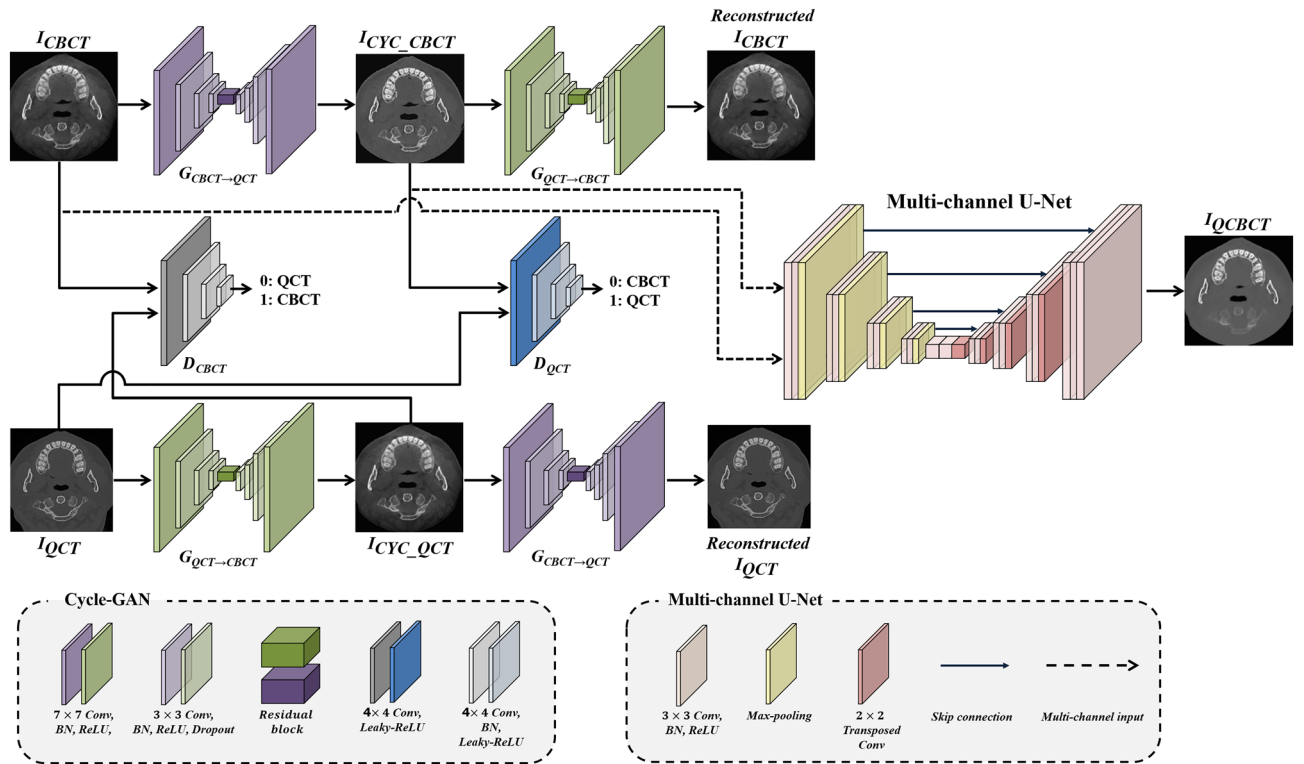 I_CBCT
I_CYC_CBCT
Reconstructed
I_CBCT
G_CBCT→QCT
G_QCT→CBCT
Multi-channel U-Net
I_QCBCT
0: QCT
1: CBCT
D_CBCT
0: CBCT
1: QCT
D_QCT
I_QCT
G_QCT→CBCT
I_CYC_QCT
G_CBCT→QCT
Reconstructed
I_QCT
Cycle-GAN
7 × 7 Conv,
BN, ReLU,
3 × 3 Conv,
BN, ReLU, Dropout
Residual
block
4× 4 Conv,
Leaky-ReLU
4× 4 Conv,
BN,
Leaky-ReLU
Multi-channel U-Net
3 × 3 Conv,
BN, ReLU
Max-pooling
2 × 2
Transposed
Conv
Skip connection
Multi-channel input